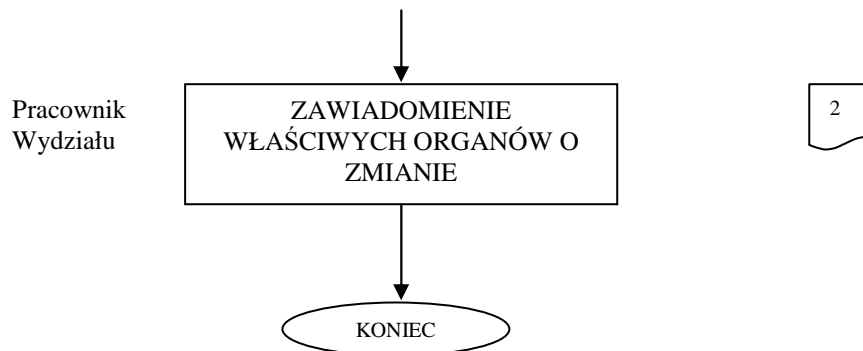 Pracownik
Wydziału
ZAWIADOMIENIE
WŁAŚCIWYCH ORGANÓW O
ZMIANIE
2
KONIEC